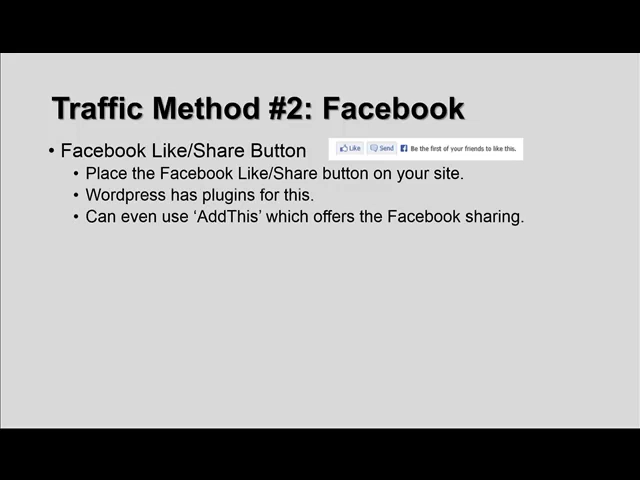 Traffic Method #2: Facebook
• Facebook Like/Share Button
Like Send Be the first of your friends to like this.
• Place the Facebook Like/Share button on your site.
• Wordpress has plugins for this.
• Can even use ‘AddThis’ which offers the Facebook sharing.